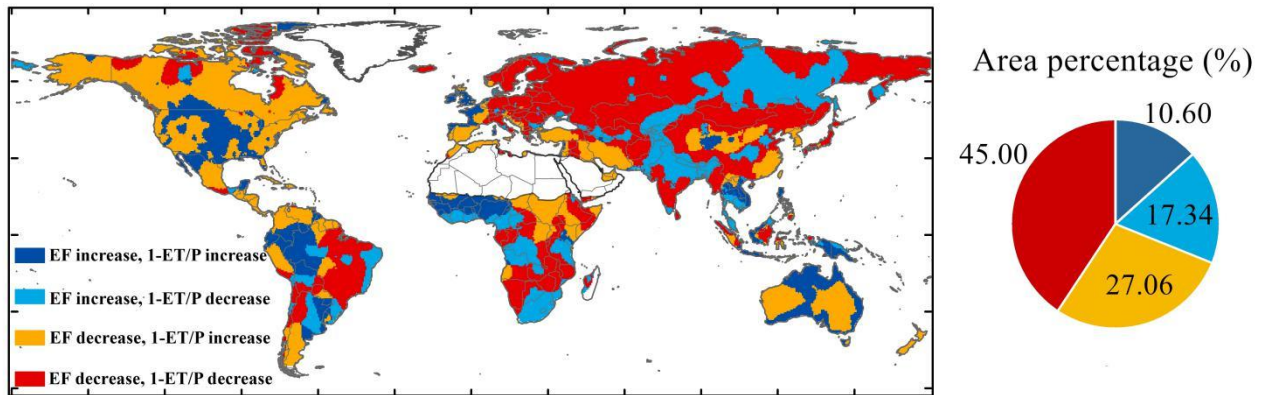 EF increase, 1-ET/P increase
EF increase, 1-ET/P decrease
EF decrease, 1-ET/P increase
EF decrease, 1-ET/P decrease
Area percentage (%)
10.60
45.00
17.34
27.06